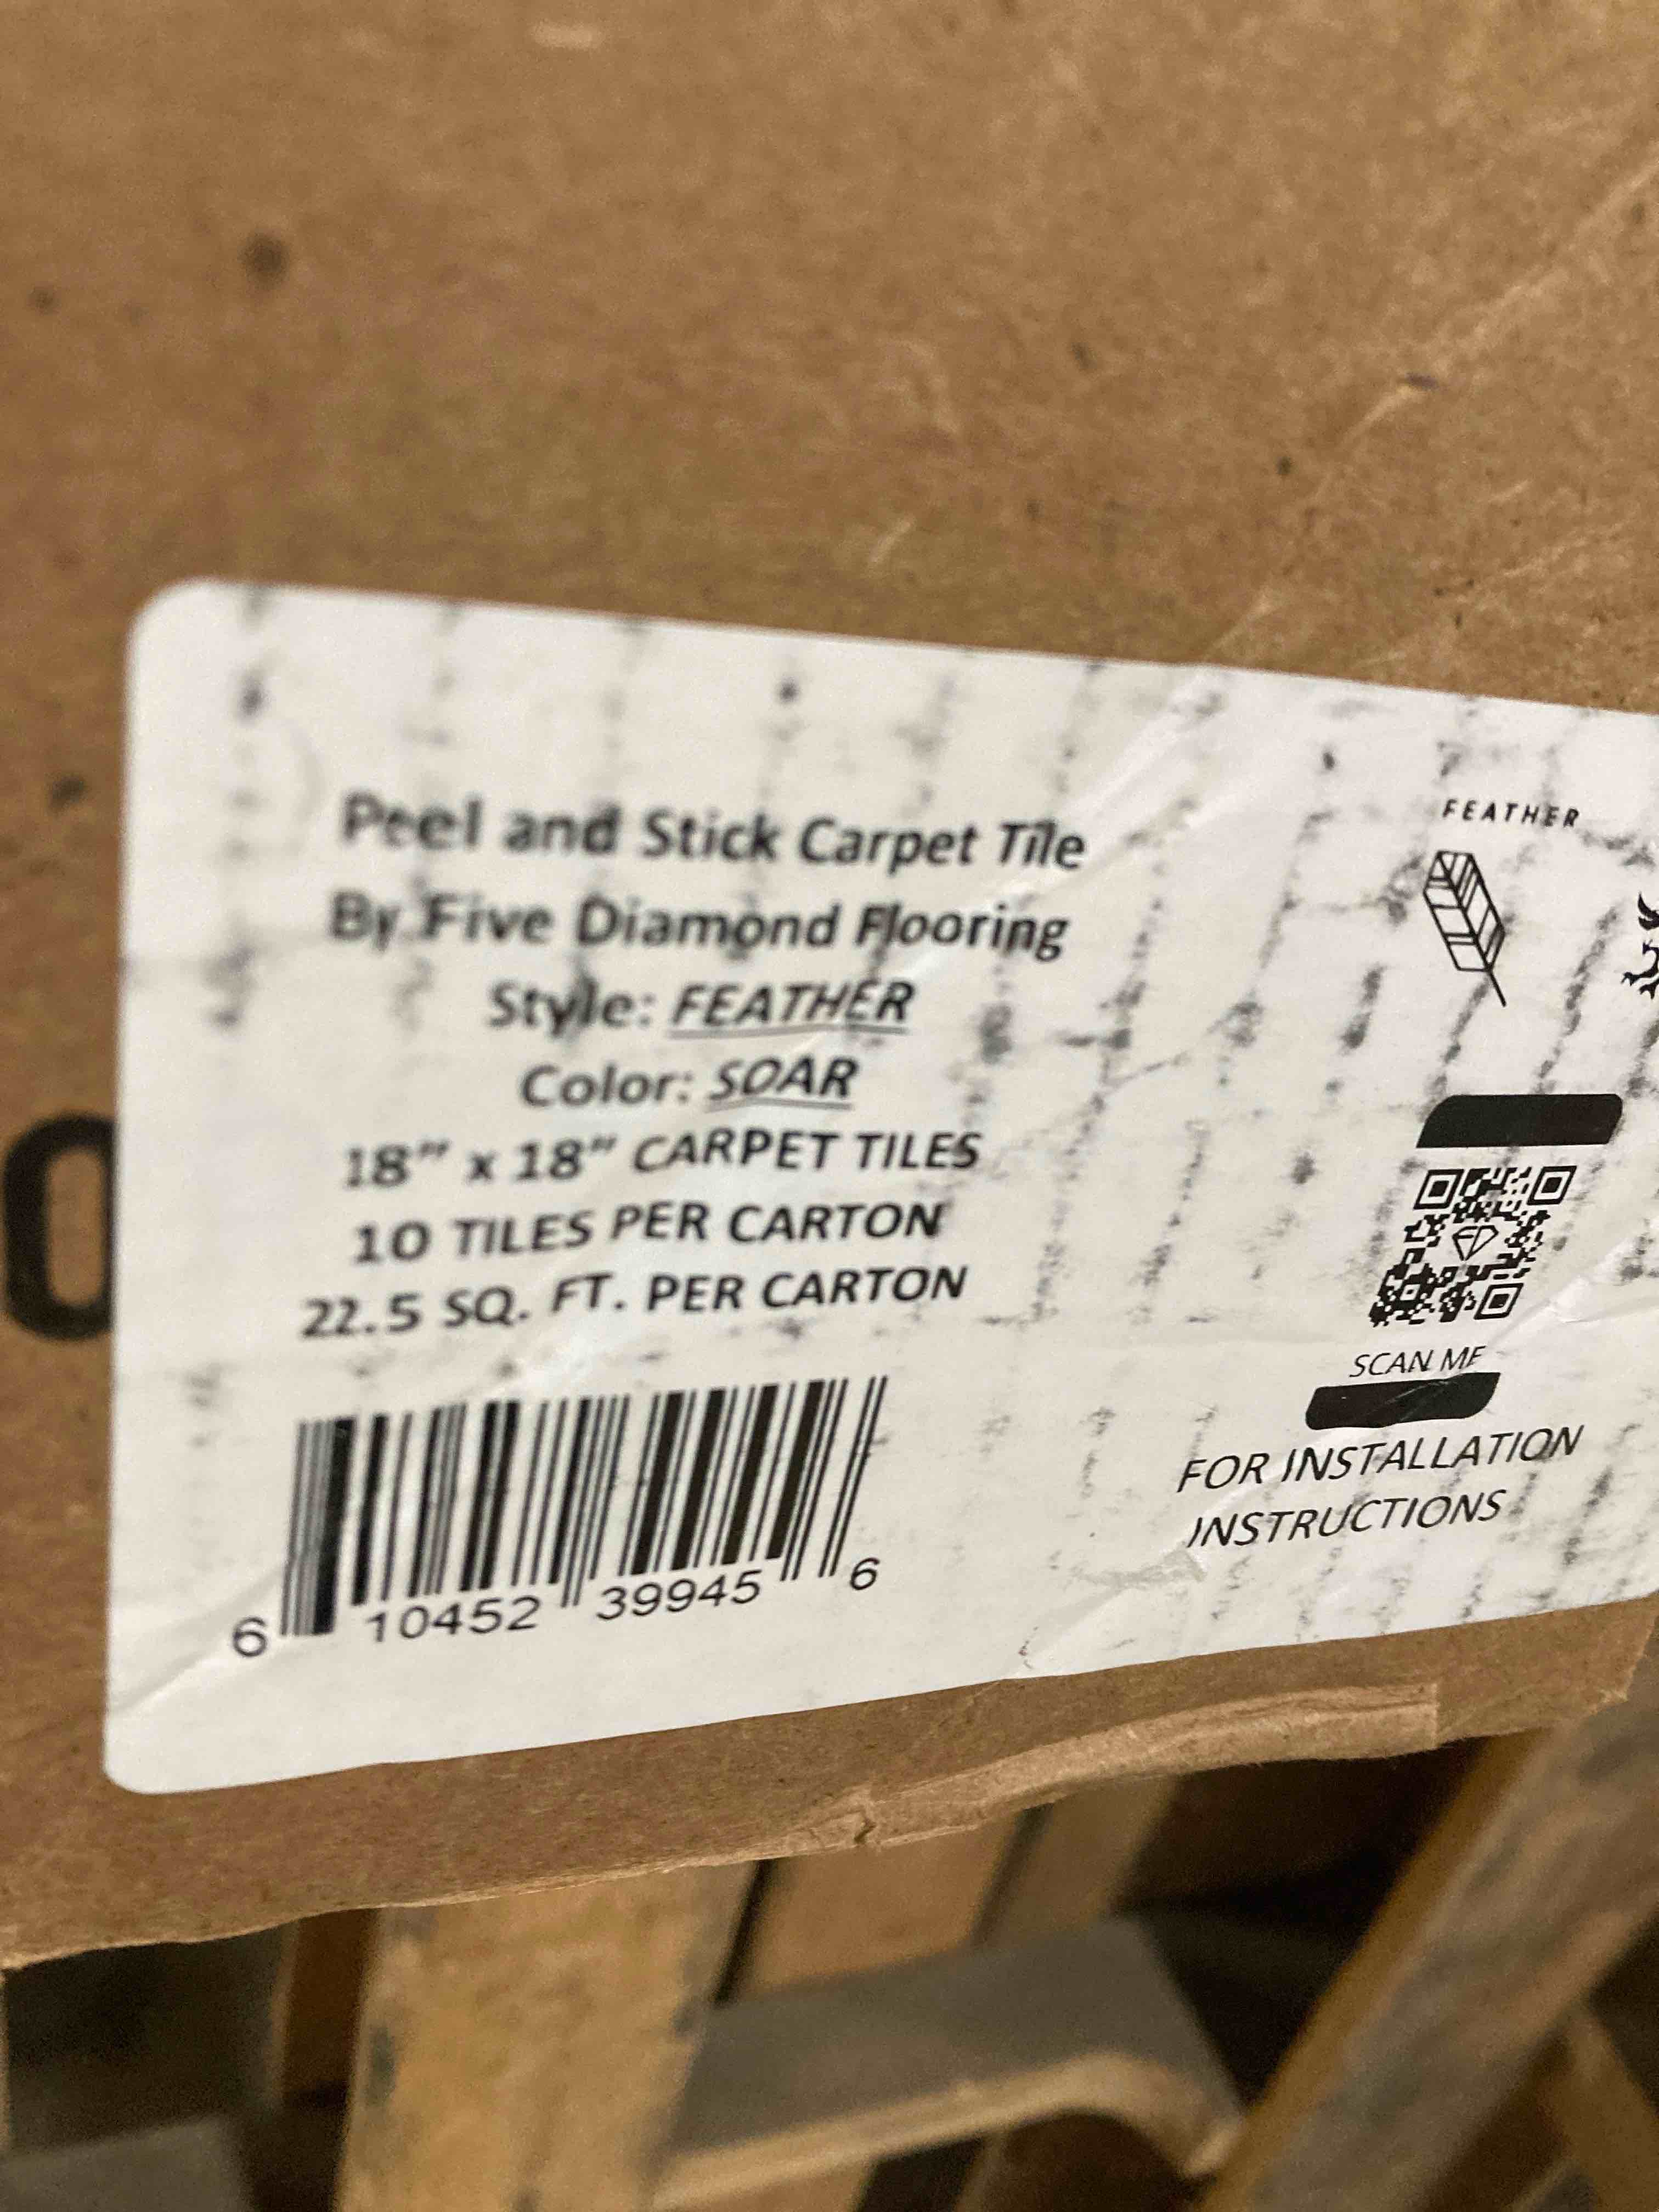 Peel and Stick Carpet Tile
By Five Diamond Flooring
Style: FEATHER
Color: SOAR
18" x 18" CARPET TILES
10 TILES PER CARTON
22.5 SQ. FT. PER CARTON
6 10452 39945 6
FEATHER
SCAN ME
FOR INSTALLATION
INSTRUCTIONS
O